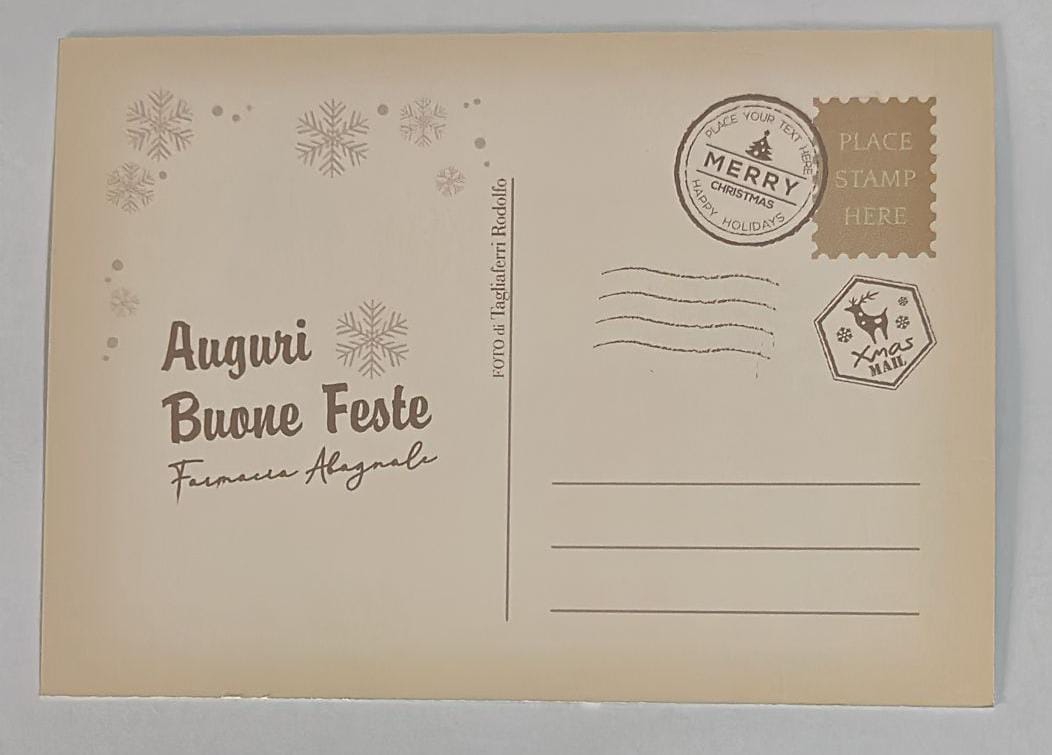 Auguri
Buone Feste
Farmacia Abagnale
FOTO di Tagliaferri Rodolfo
PLACE YOUR TEXT HERE
MERRY
CHRISTMAS
HAPPY HOLIDAYS
PLACE
STAMP
HERE
Xmas
MAIL